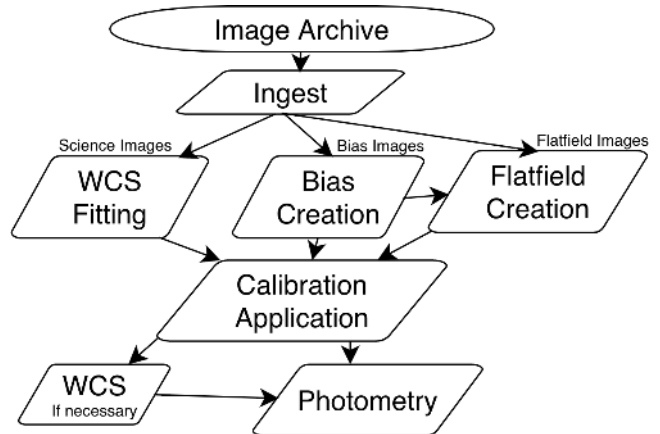 Image Archive
Ingest
Science Images
Bias Images
Flatfield Images
WCS
Fitting
Bias
Creation
Flatfield
Creation
Calibration
Application
WCS
If necessary
Photometry